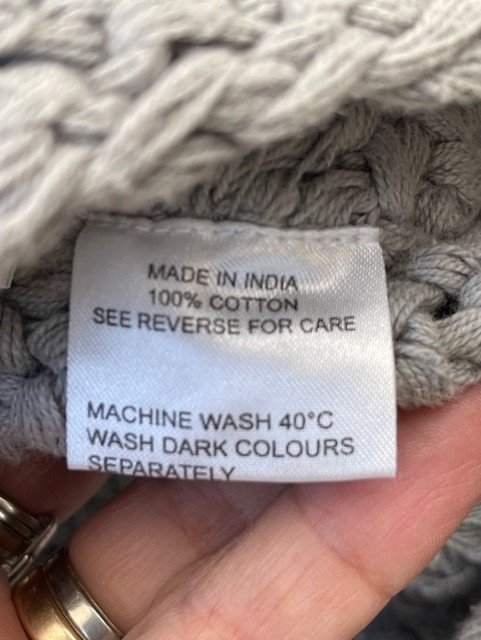 MADE IN INDIA
100% COTTON
SEE REVERSE FOR CARE
MACHINE WASH 40°C
WASH DARK COLOURS
SEPARATELY